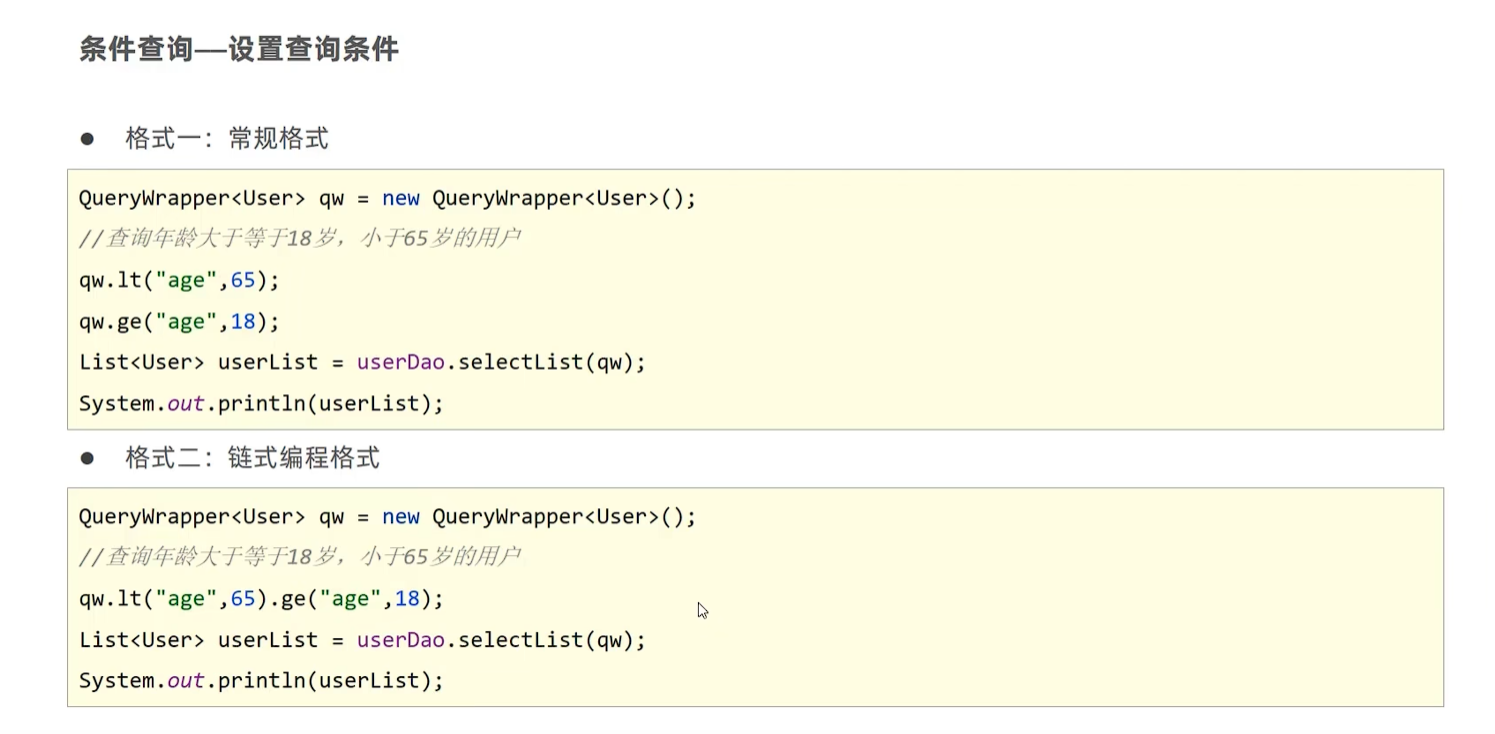 条件查询——设置查询条件
● 格式一：常规格式
QueryWrapper<User> qw = new QueryWrapper<User>();
//查询年龄大于等于18岁，小于65岁的用户
qw.lt("age",65);
qw.ge("age",18);
List<User> userList = userDao.selectList(qw);
System.out.println(userList);
● 格式二：链式编程格式
QueryWrapper<User> qw = new QueryWrapper<User>();
//查询年龄大于等于18岁，小于65岁的用户
qw.lt("age",65).ge("age",18);
List<User> userList = userDao.selectList(qw);
System.out.println(userList);